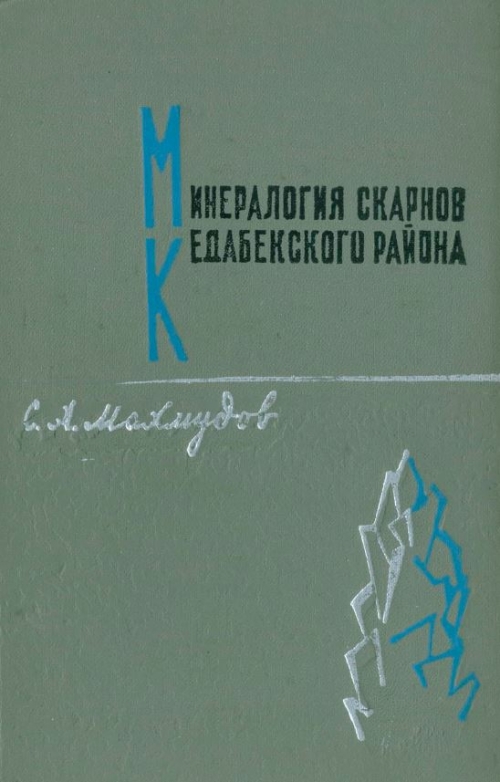 МИНЕРАЛОГИЯ СКАРНОВ
КЕДАБЕКСКОГО РАЙОНА
С. А. Махмудов